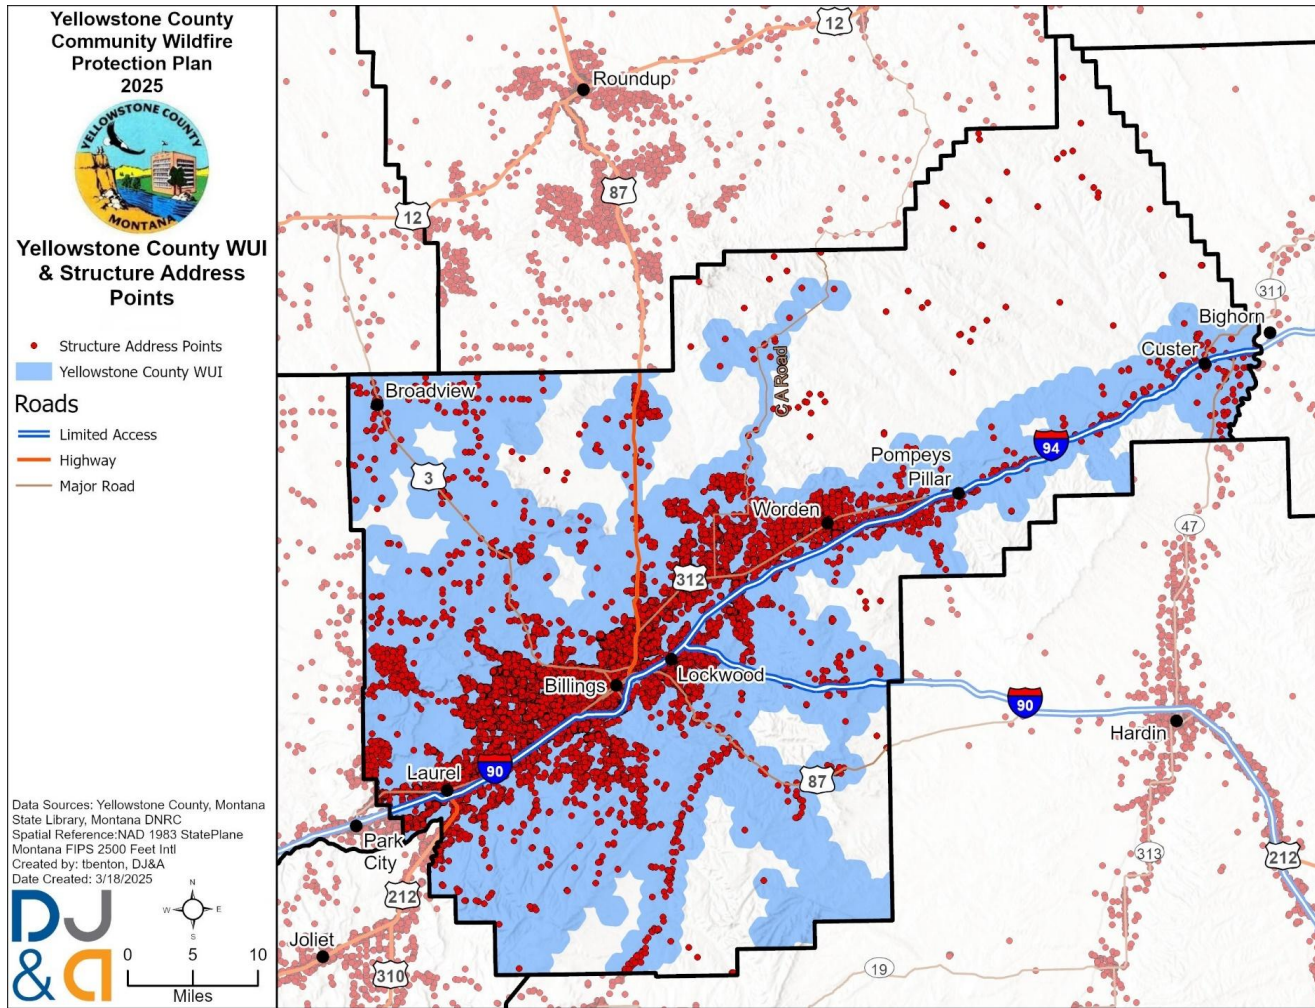 Yellowstone County
Community Wildfire
Protection Plan
2025
YELLOWSTONE COUNTY
MONTANA
Yellowstone County WUI
& Structure Address
Points
Structure Address Points
Yellowstone County WUI
Roads
Limited Access
Highway
Major Road
Data Sources: Yellowstone County, Montana
State Library, Montana DNRC
Spatial Reference:NAD 1983 StatePlane
Montana FIPS 2500 Feet Intl
Created by: tbenton, DJ&A
Date Created: 3/18/2025
DJ
&a
N
W E
S
0 5 10
Miles
12
Roundup
87
12
311
Bighorn
Custer
C A Road
Broadview
94
Pompeys
Pillar
3
Worden
47
312
Lockwood
Billings
90
Hardin
Laurel
90
87
Park
City
313
212
212
Joliet
310
19